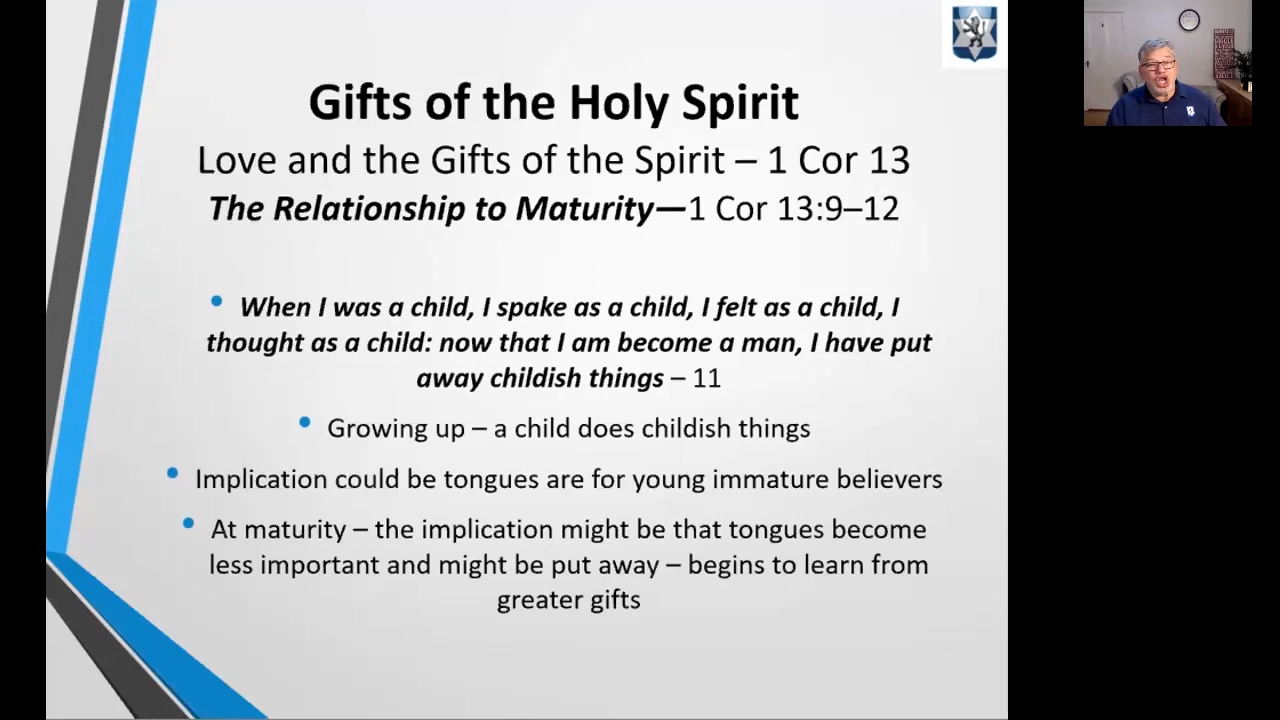 Gifts of the Holy Spirit
Love and the Gifts of the Spirit – 1 Cor 13
The Relationship to Maturity—1 Cor 13:9–12
• When I was a child, I spake as a child, I felt as a child, I
thought as a child: now that I am become a man, I have put
away childish things – 11
• Growing up – a child does childish things
• Implication could be tongues are for young immature believers
• At maturity – the implication might be that tongues become
less important and might be put away – begins to learn from
greater gifts